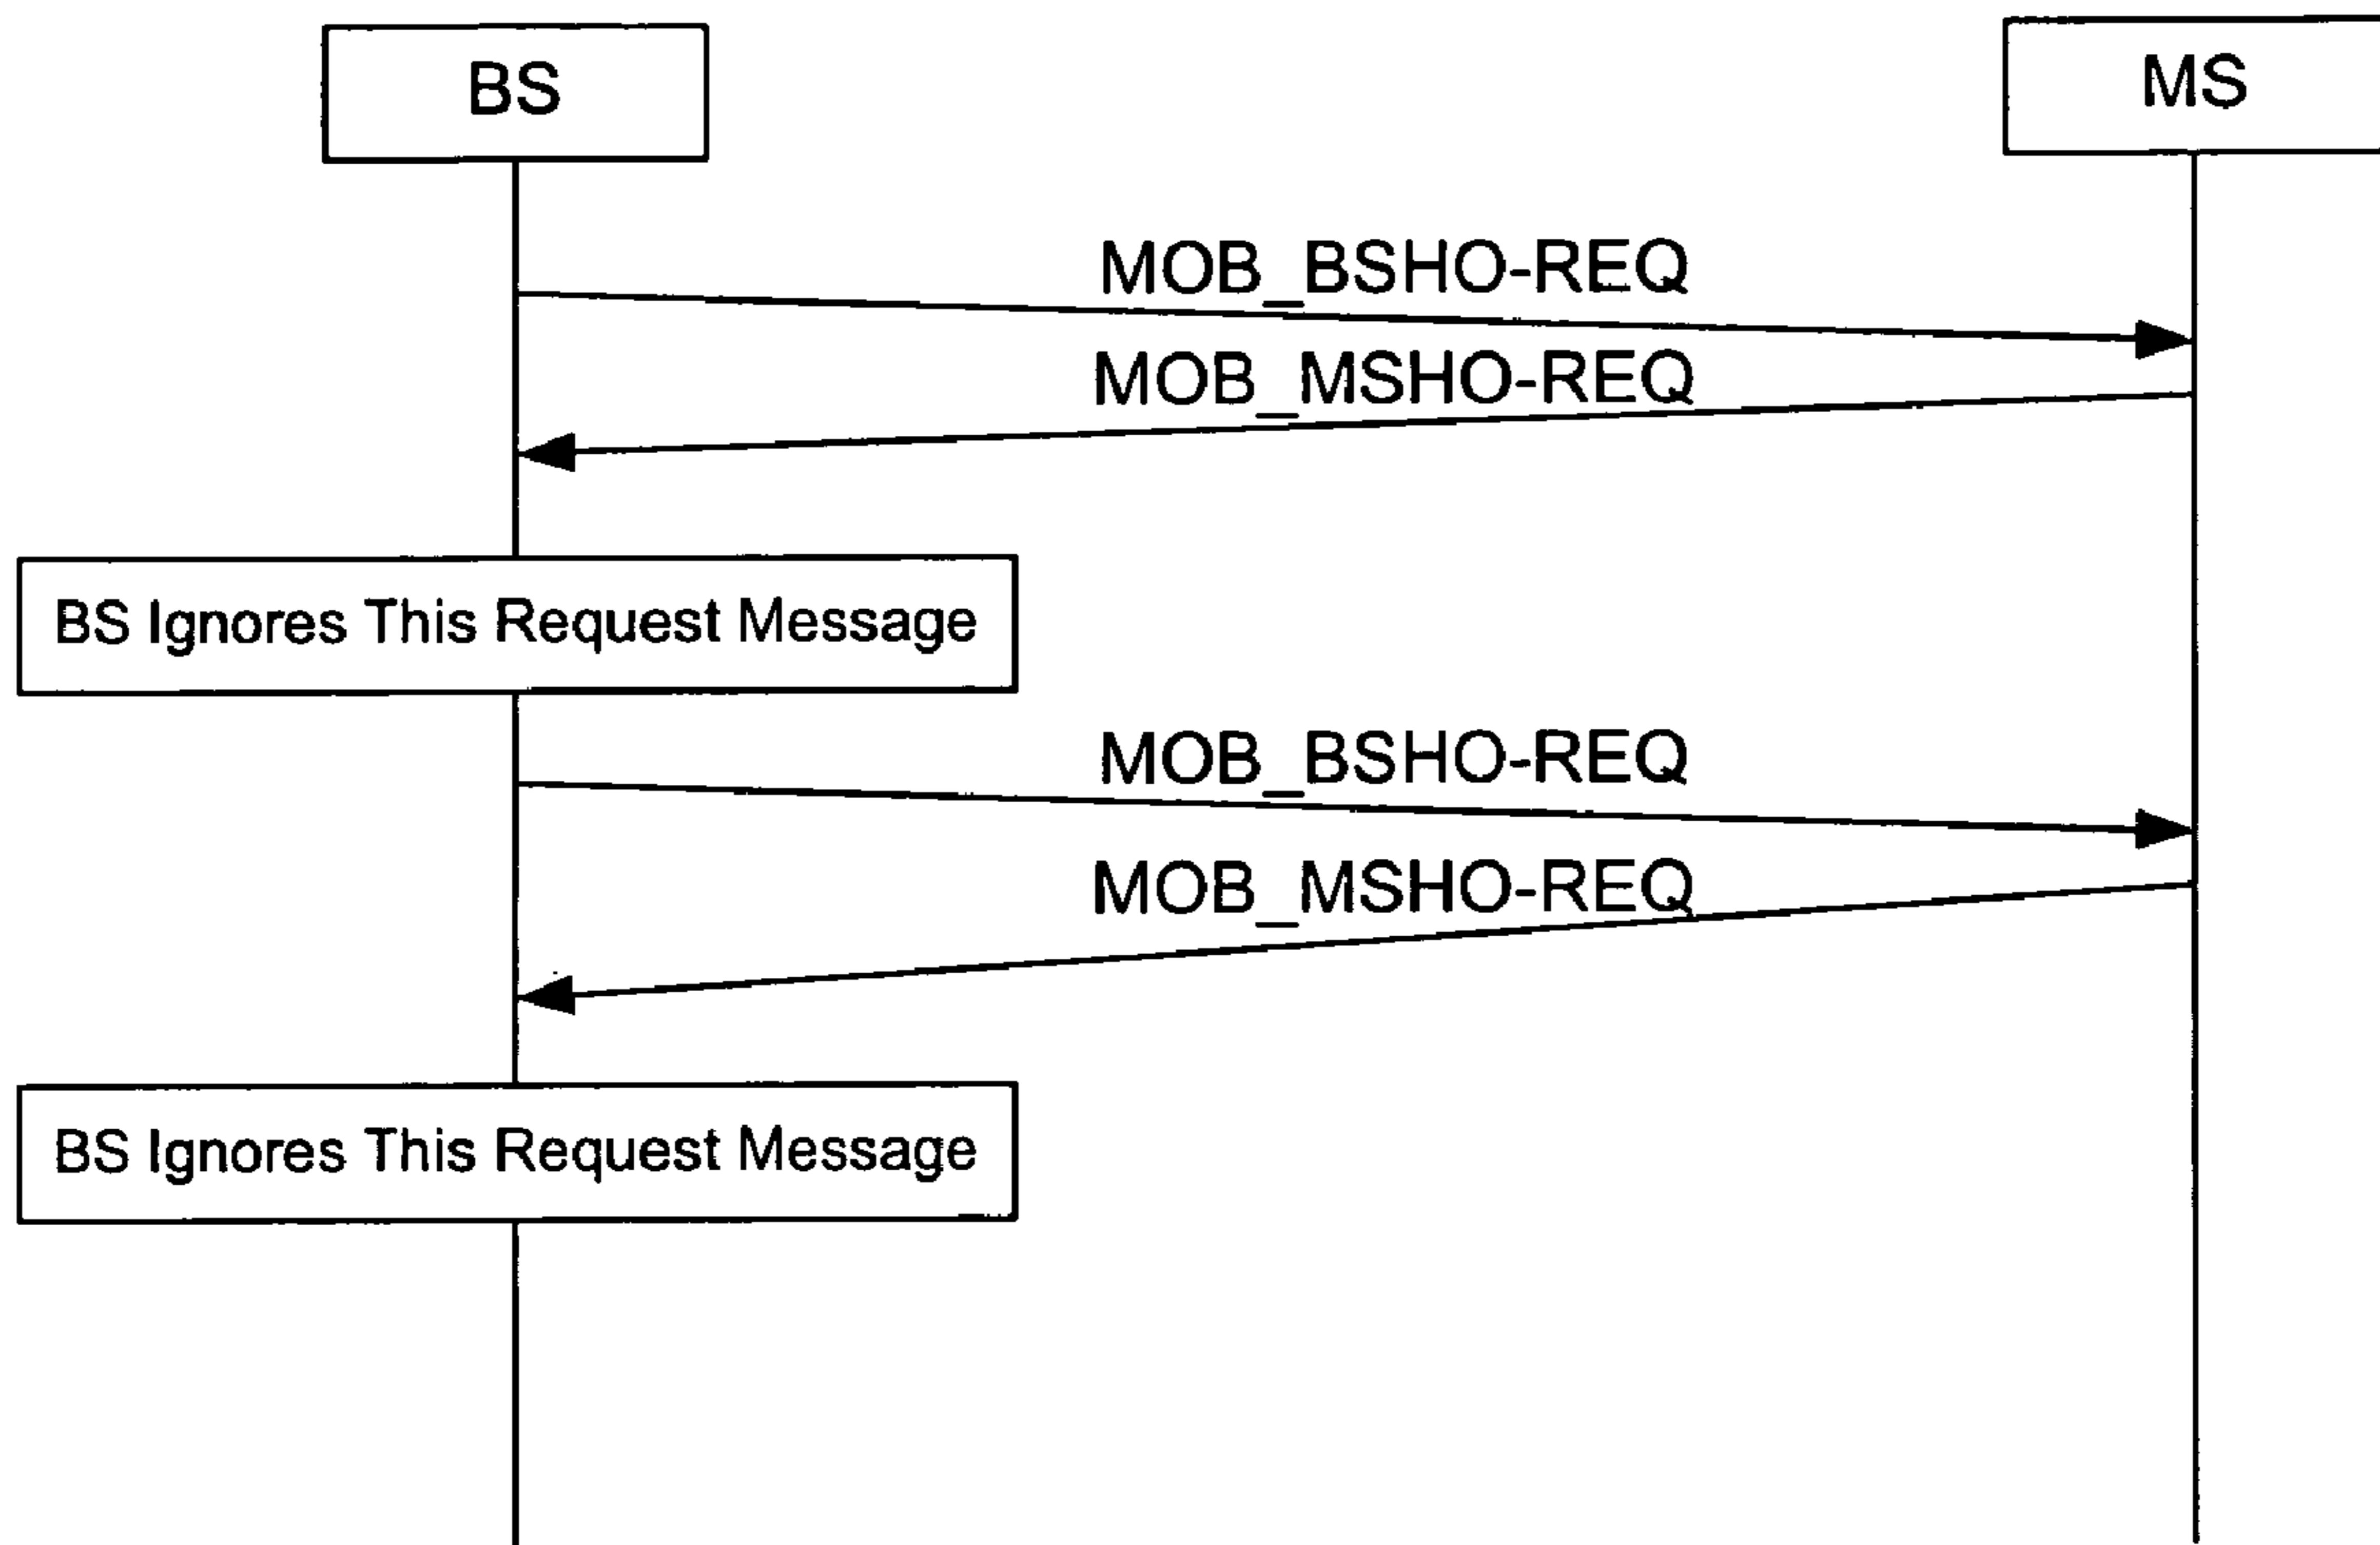 BS
MS
MOB_BSHO-REQ
MOB_MSHO-REQ
BS Ignores This Request Message
MOB_BSHO-REQ
MOB_MSHO-REQ
BS Ignores This Request Message